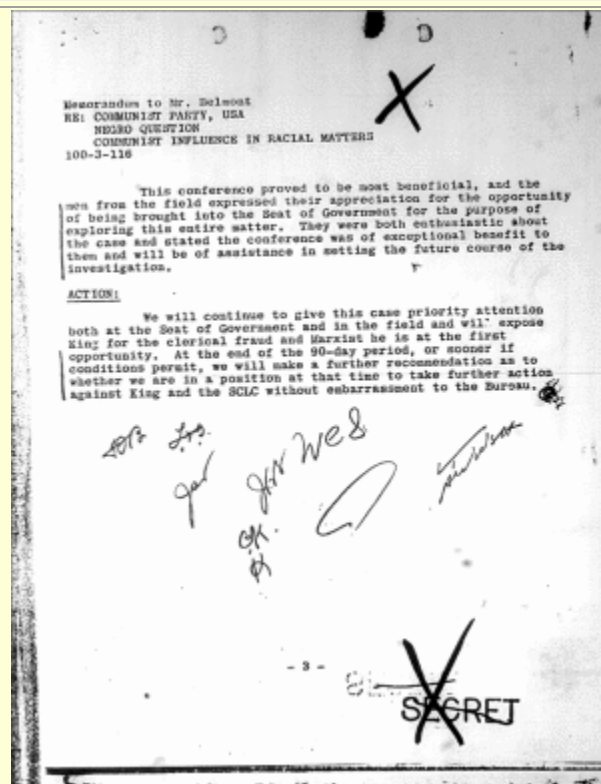 Memorandum to Mr. Belmont
RE: COMMUNIST PARTY, USA
NEGRO QUESTION
COMMUNIST INFLUENCE IN RACIAL MATTERS
100-3-116
This conference proved to be most beneficial, and the
men from the field expressed their appreciation for the opportunity
of being brought into the Seat of Government for the purpose of
exploring this entire matter. They were both enthusiastic about
the case and stated the conference was of exceptional benefit to
them and will be of assistance in setting the future course of the
investigation.
ACTION:
We will continue to give this case priority attention
both at the Seat of Government and in the field and wil expose
King for the clerical fraud and Marxist he is at the first
opportunity. At the end of the 90-day period, or sooner if
conditions permit, we will make a further recommendation as to
whether we are in a position at that time to take further action
against King and the SCLC without embarrassment to the Bureau.
WCS
OK.
- 3 -
SECRET